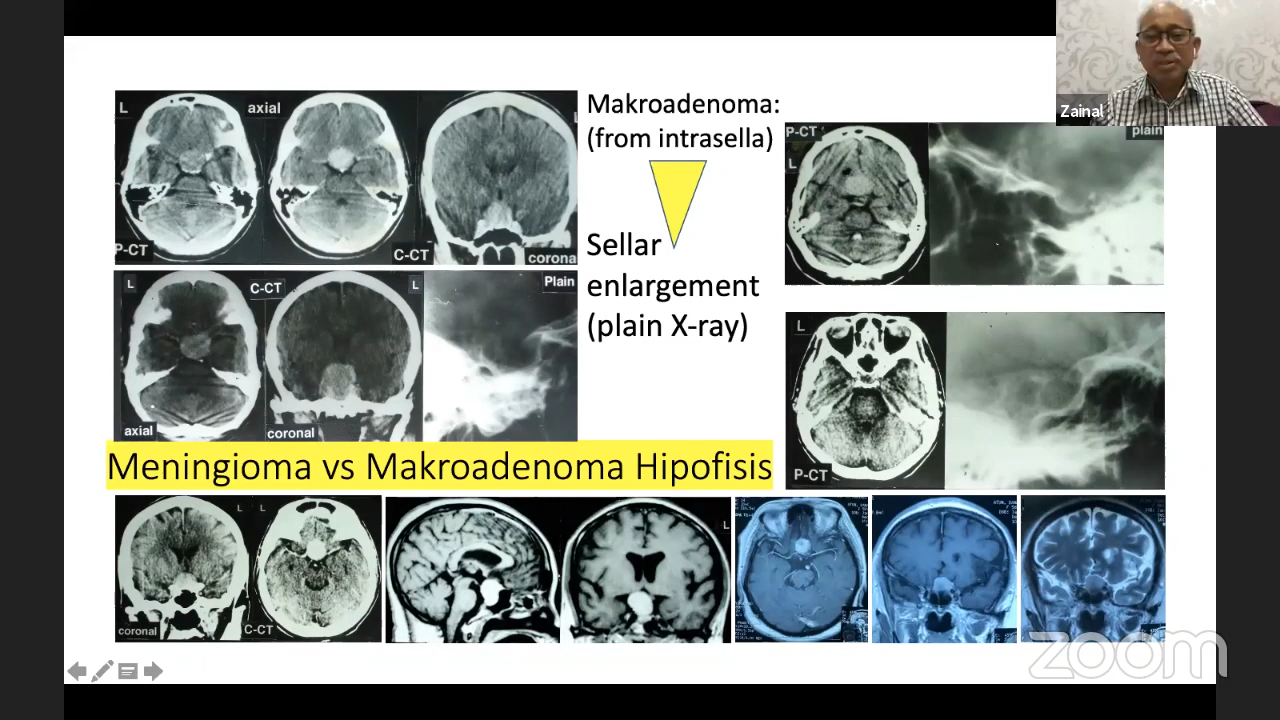 Zainal
L
axial
P-CT
C-CT
corona
Makroadenoma:
(from intrasella)
Sellar
enlargement
(plain X-ray)
P-CT
L
plain
L
C-CT
L
Plain
axial
coronal
L
P-CT
Meningioma vs Makroadenoma Hipofisis
L
L
coronal
C-CT
L
zoom